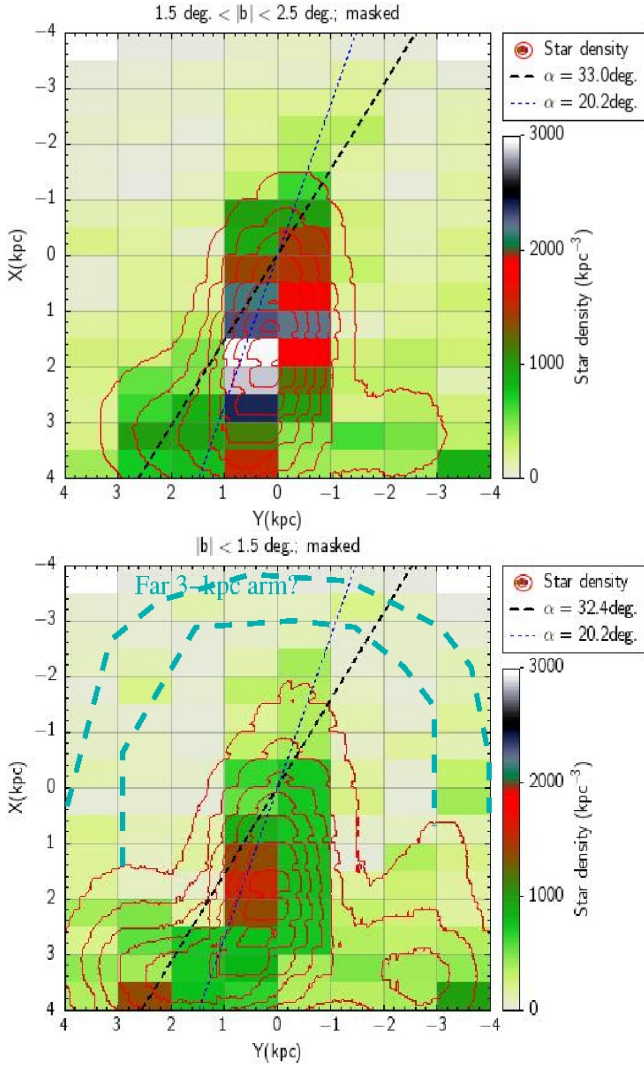 1.5 deg. < |b| < 2.5 deg.; masked
Star density
α = 33.0deg.
α = 20.2deg.
−4
−3
−2
−1
0
1
2
3
4
X(kpc)
4 3 2 1 0 −1 −2 −3 −4
Y(kpc)
3000
2000
1000
0
Star density (kpc⁻³)
|b| < 1.5 deg.; masked
Far 3–kpc arm?
Star density
α = 32.4deg.
α = 20.2deg.
−4
−3
−2
−1
0
1
2
3
4
X(kpc)
4 3 2 1 0 −1 −2 −3 −4
Y(kpc)
3000
2000
1000
0
Star density (kpc⁻³)